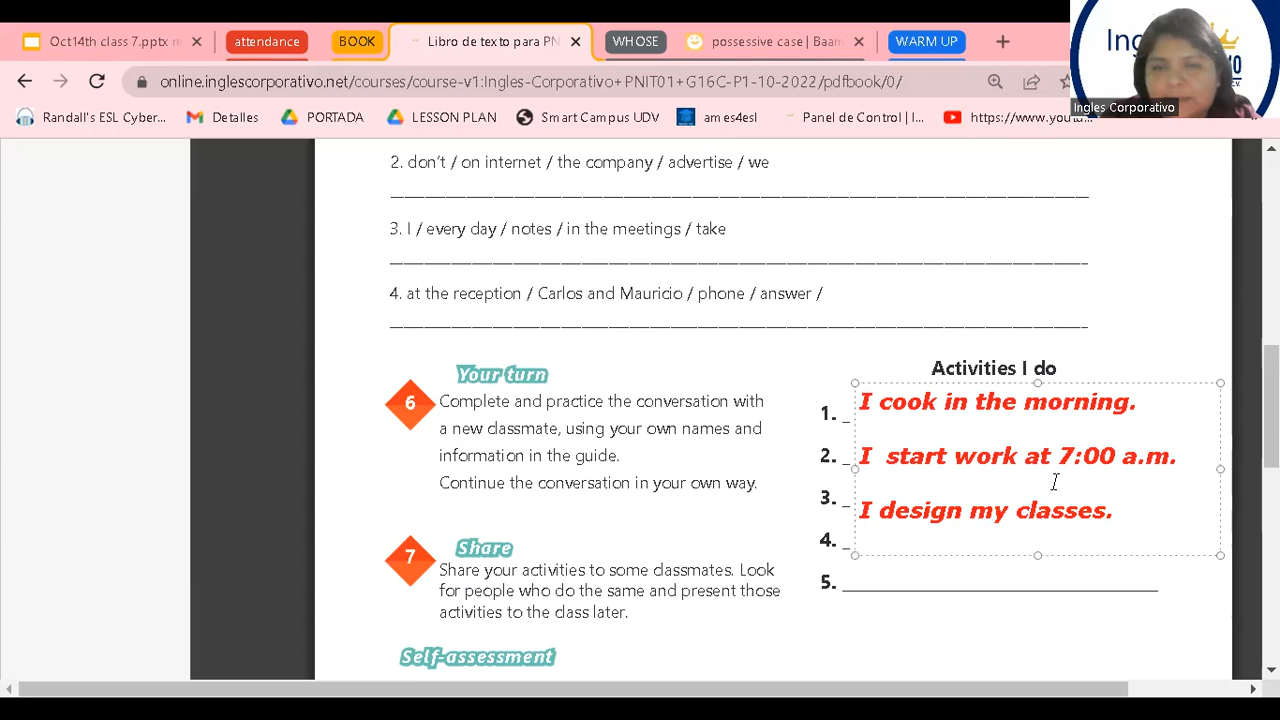 Oct14th class 7.pptx
attendance
BOOK
Libro de texto para PN
WHOSE
possessive case | Baam
WARM UP
online.inglescorporativo.net/courses/course-v1:Ingles-Corporativo+PNIT01+G16C-P1-10-2022/pdfbook/0/
Ingles Corporativo
Randall's ESL Cyber...
Detalles
PORTADA
LESSON PLAN
Smart Campus UDV
ames4esl
Panel de Control | I...
https://www.yout
2. don't / on internet / the company / advertise / we
3. I / every day / notes / in the meetings / take
4. at the reception / Carlos and Mauricio / phone / answer /
6
Your turn
Complete and practice the conversation with
a new classmate, using your own names and
information in the guide.
Continue the conversation in your own way.
7
Share
Share your activities to some classmates. Look
for people who do the same and present those
activities to the class later.
Self-assessment
Activities I do
1. I cook in the morning.
2. I start work at 7:00 a.m.
3. I design my classes.
4.
5.